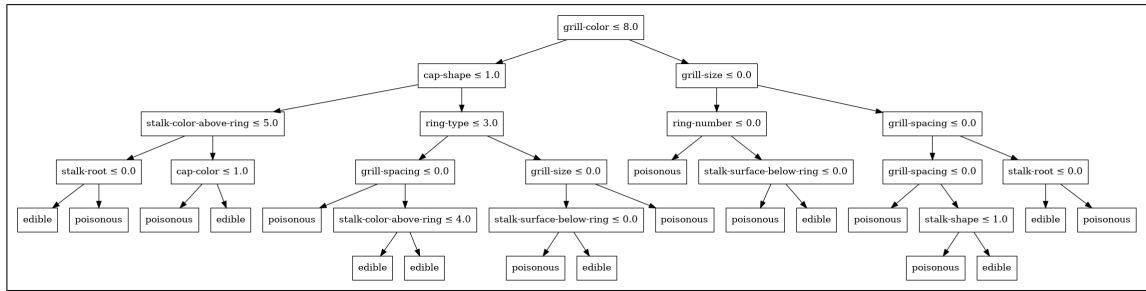 grill-color ≤ 8.0
cap-shape ≤ 1.0
grill-size ≤ 0.0
stalk-color-above-ring ≤ 5.0
ring-type ≤ 3.0
ring-number ≤ 0.0
grill-spacing ≤ 0.0
stalk-root ≤ 0.0
cap-color ≤ 1.0
grill-spacing ≤ 0.0
grill-size ≤ 0.0
poisonous
stalk-surface-below-ring ≤ 0.0
grill-spacing ≤ 0.0
stalk-root ≤ 0.0
edible
poisonous
poisonous
edible
poisonous
stalk-color-above-ring ≤ 4.0
stalk-surface-below-ring ≤ 0.0
poisonous
poisonous
edible
poisonous
stalk-shape ≤ 1.0
edible
poisonous
edible
edible
poisonous
edible
poisonous
edible